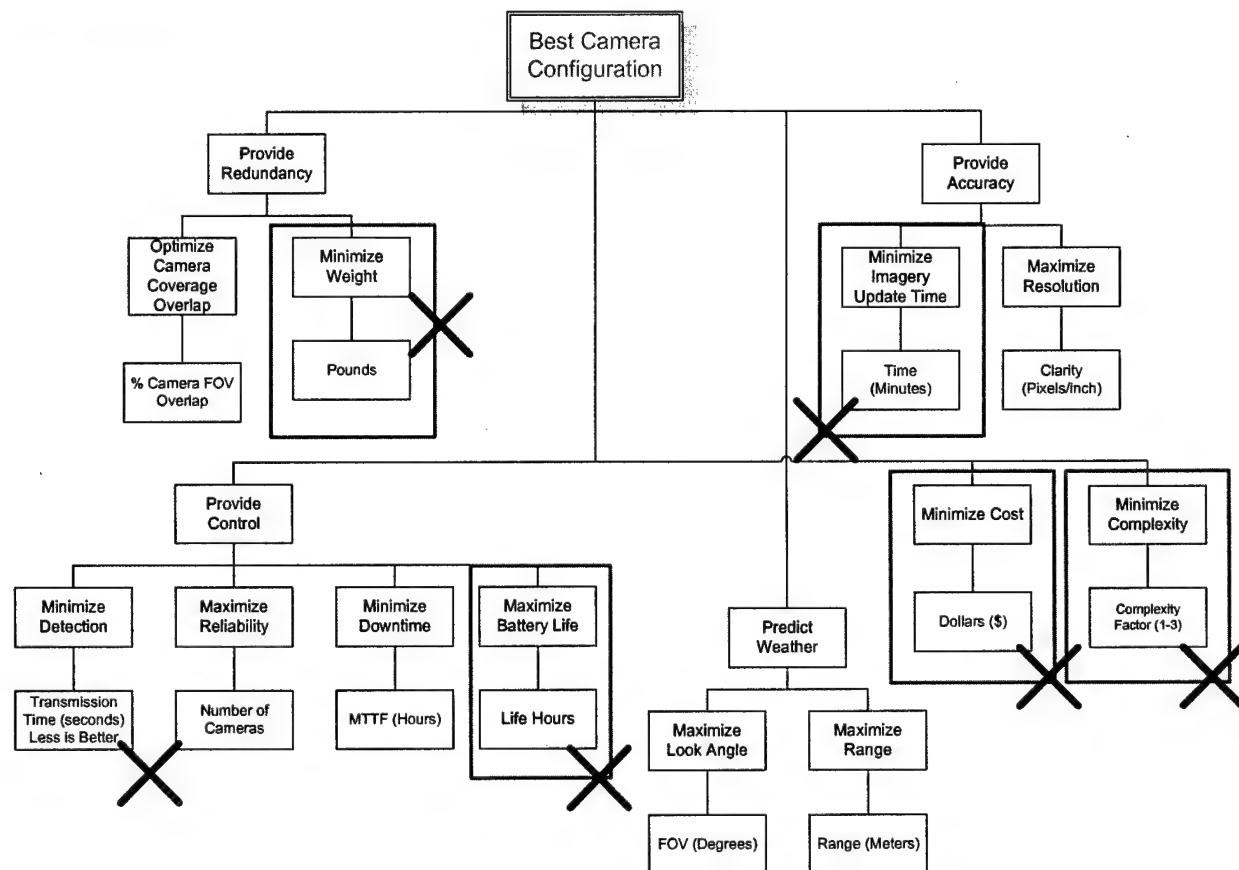 Best Camera
Configuration
Provide
Redundancy
Provide
Accuracy
Optimize
Camera
Coverage
Overlap
Minimize
Weight
Minimize
Imagery
Update Time
Maximize
Resolution
% Camera FOV
Overlap
Pounds
Time
(Minutes)
Clarity
(Pixels/Inch)
Provide
Control
Minimize Cost
Minimize
Complexity
Minimize
Detection
Maximize
Reliability
Minimize
Downtime
Maximize
Battery Life
Predict
Weather
Dollars ($)
Complexity
Factor (1-3)
Transmission
Time (seconds)
Less is Better
Number of
Cameras
MTTF (Hours)
Life Hours
Maximize
Look Angle
Maximize
Range
FOV (Degrees)
Range (Meters)